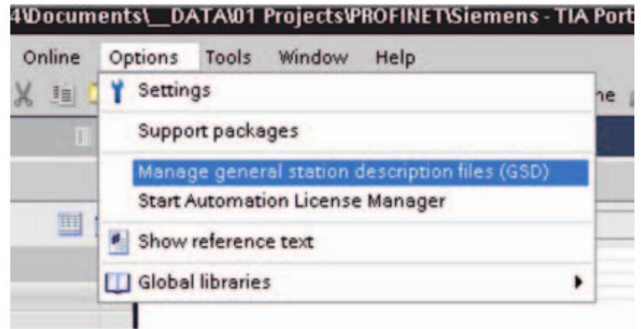 4\Documents\__DATA\01 Projects\PROFINET\Siemens - TIA Port
Online Options Tools Window Help
Settings
Support packages
Manage general station description files (GSD)
Start Automation License Manager
Show reference text
Global libraries